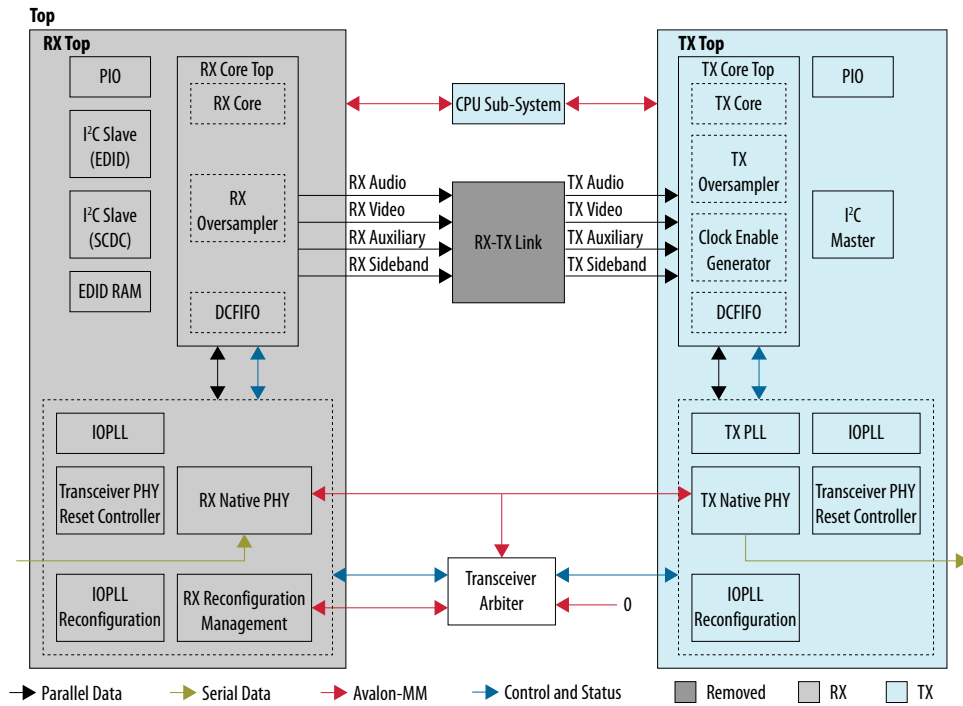 Top
RX Top
PIO
I²C Slave
(EDID)
I²C Slave
(SCDC)
EDID RAM
RX Core Top
RX Core
RX
Oversampler
DCFIFO
IOPLL
Transceiver PHY
Reset Controller
RX Native PHY
IOPLL
Reconfiguration
RX Reconfiguration
Management
CPU Sub-System
RX Audio
RX Video
RX Auxiliary
RX Sideband
RX-TX Link
TX Audio
TX Video
TX Auxiliary
TX Sideband
Transceiver
Arbiter
0
TX Top
TX Core Top
TX Core
TX
Oversampler
Clock Enable
Generator
DCFIFO
PIO
I²C
Master
TX PLL
IOPLL
TX Native PHY
Transceiver PHY
Reset Controller
IOPLL
Reconfiguration
Parallel Data
Serial Data
Avalon-MM
Control and Status
Removed
RX
TX